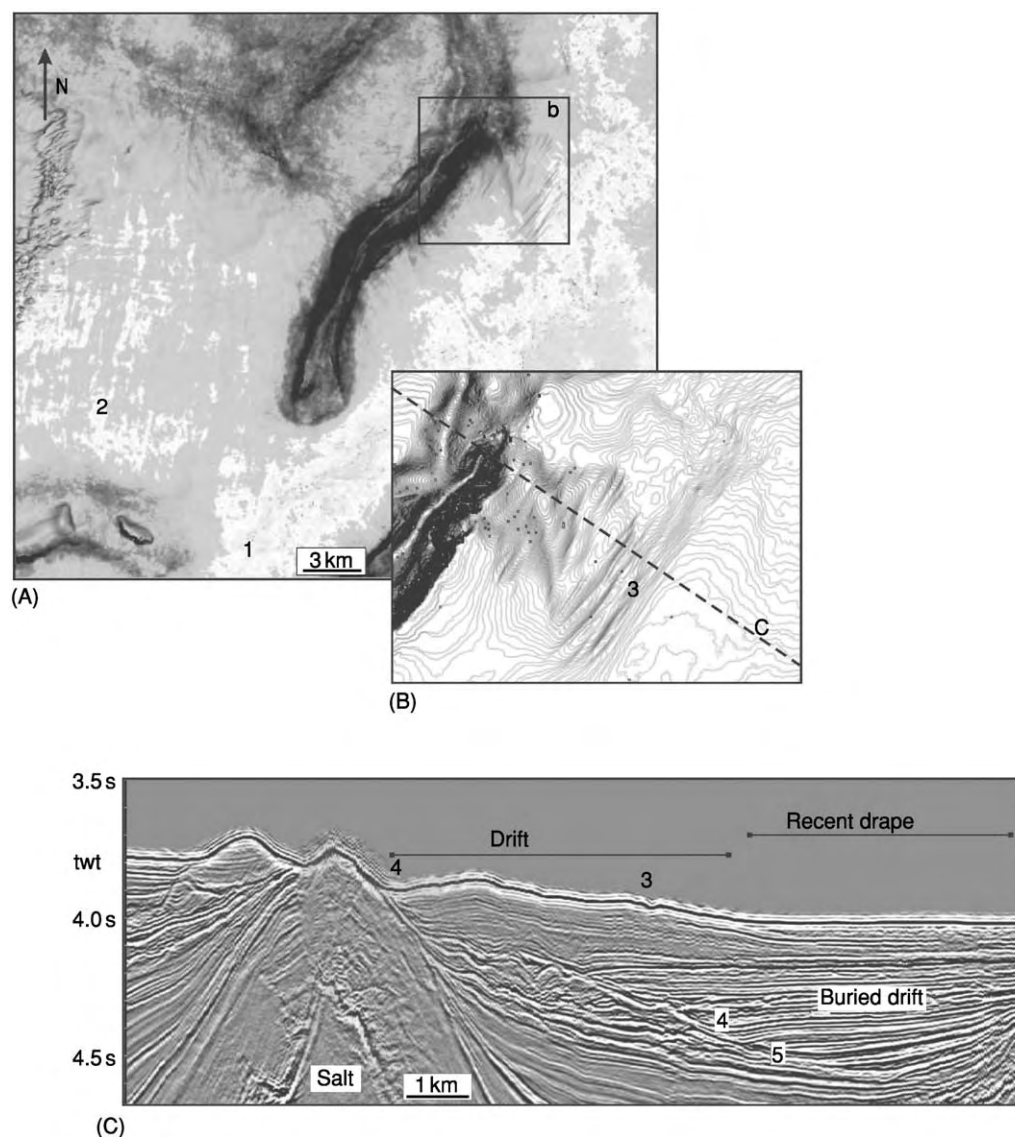 N
b
2
1
3 km
(A)
3
C
(B)
3.5 s
Recent drape
Drift
twt
4
3
4.0 s
Buried drift
4
5
4.5 s
Salt
1 km
(C)